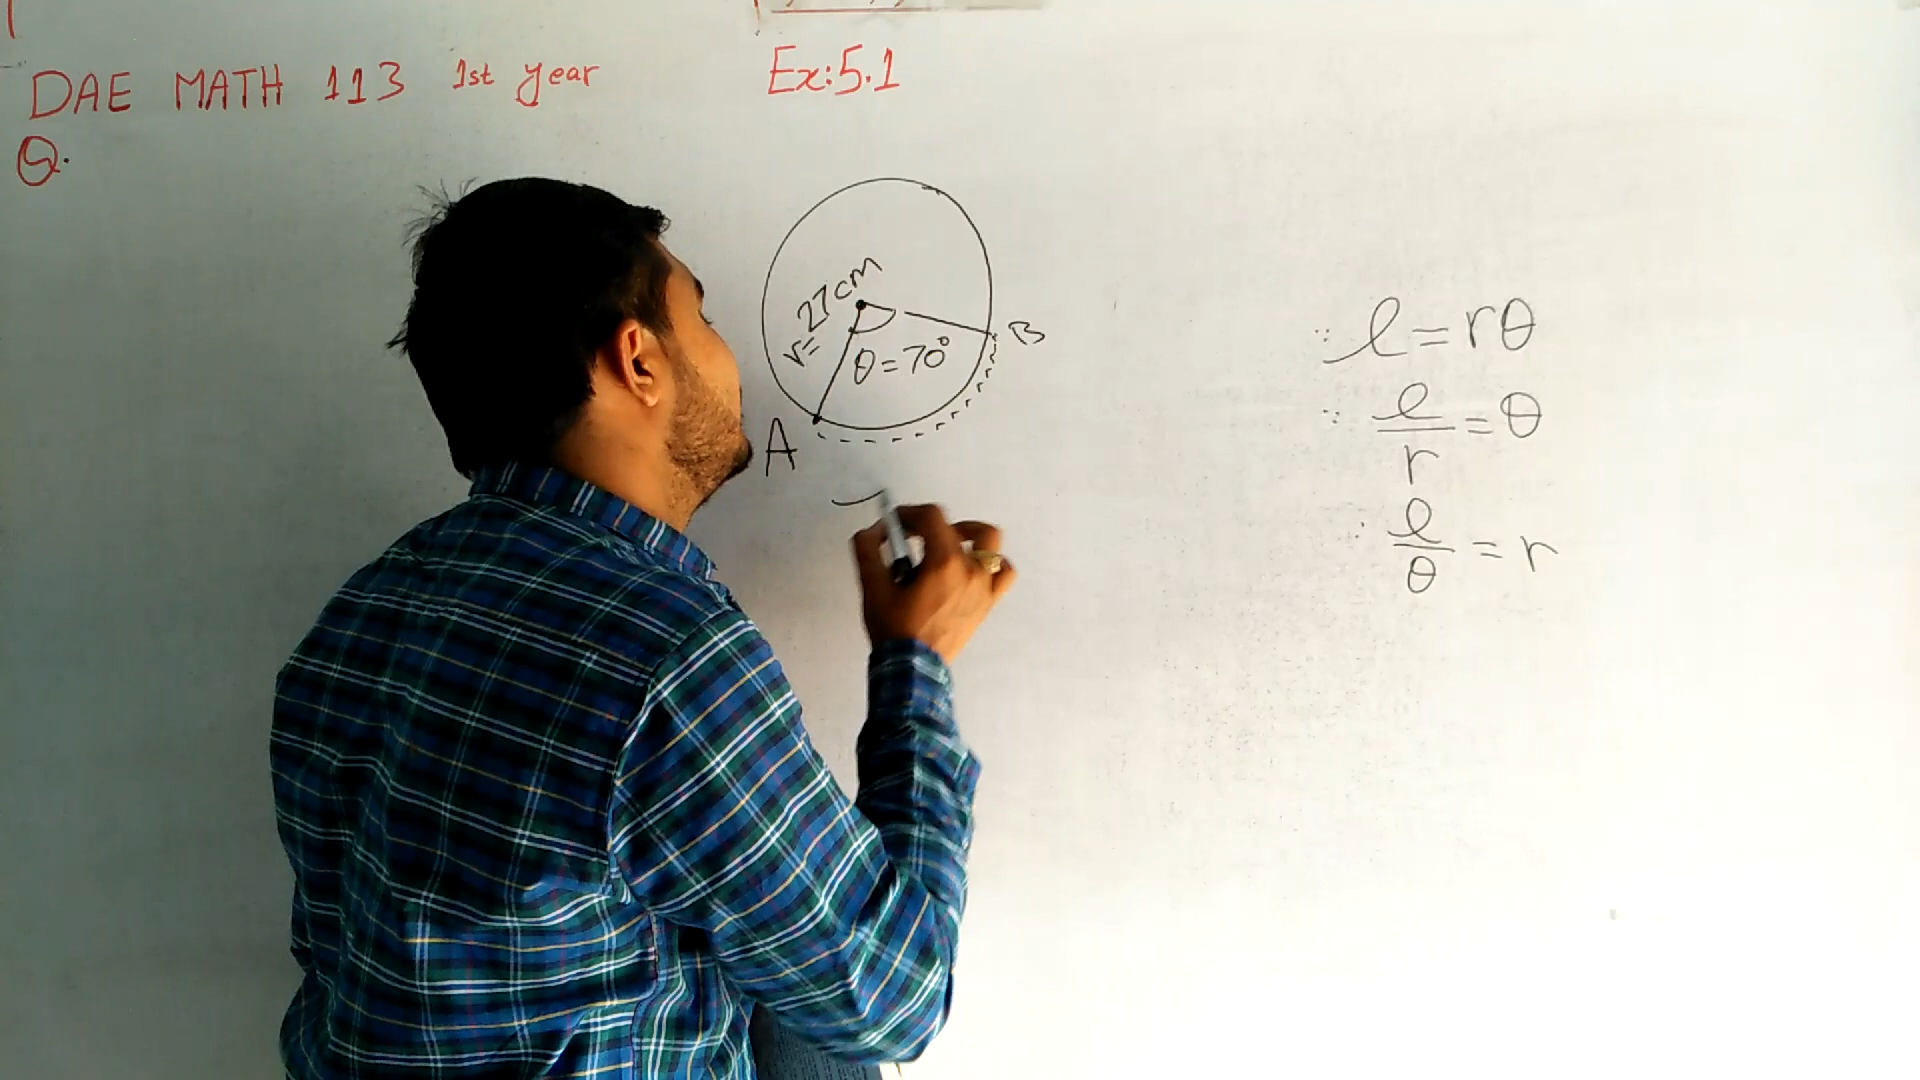 DAE MATH 113 1st year Ex:5.1
Q.
r= 27cm
θ=70°
B
A
∵ l=rθ
∵ l/r=θ
∵ l/θ=r